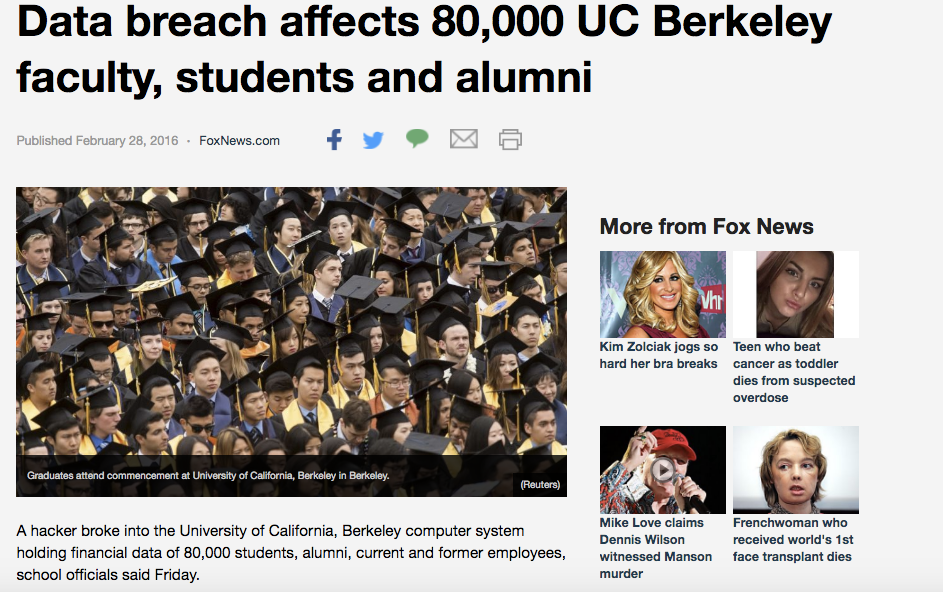 Data breach affects 80,000 UC Berkeley
faculty, students and alumni
Published February 28, 2016 · FoxNews.com
Graduates attend commencement at University of California, Berkeley in Berkeley.
(Reuters)
A hacker broke into the University of California, Berkeley computer system
holding financial data of 80,000 students, alumni, current and former employees,
school officials said Friday.
More from Fox News
Vh1
Kim Zolciak jogs so
hard her bra breaks
Teen who beat
cancer as toddler
dies from suspected
overdose
Mike Love claims
Dennis Wilson
witnessed Manson
murder
Frenchwoman who
received world's 1st
face transplant dies